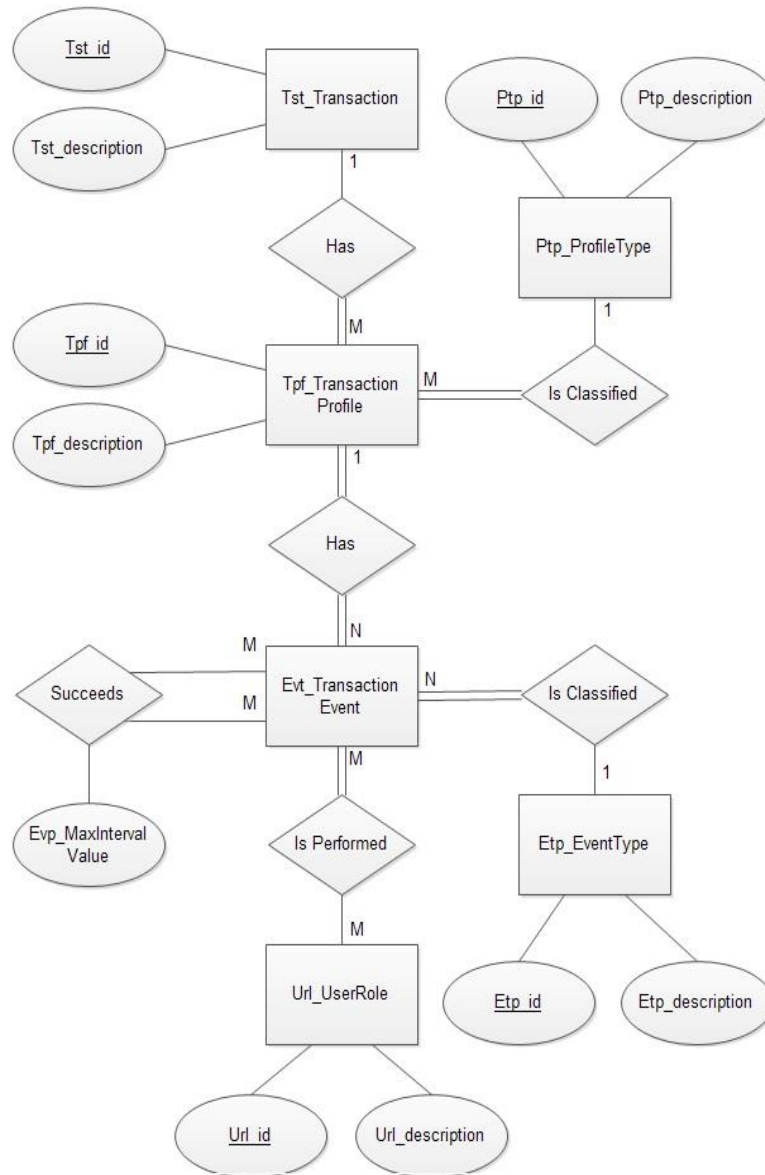 Tst_id
Tst_Transaction
Ptp_id
Ptp_description
Tst_description
1
Has
Ptp_ProfileType
1
M
Tpf_id
Tpf_Transaction
Profile
M
Is Classified
Tpf_description
1
Has
N
M
Succeeds
Evt_Transaction
Event
N
Is Classified
M
M
1
Evp_MaxInterval
Value
Is Performed
Etp_EventType
M
Url_UserRole
Etp_id
Etp_description
Url_id
Url_description